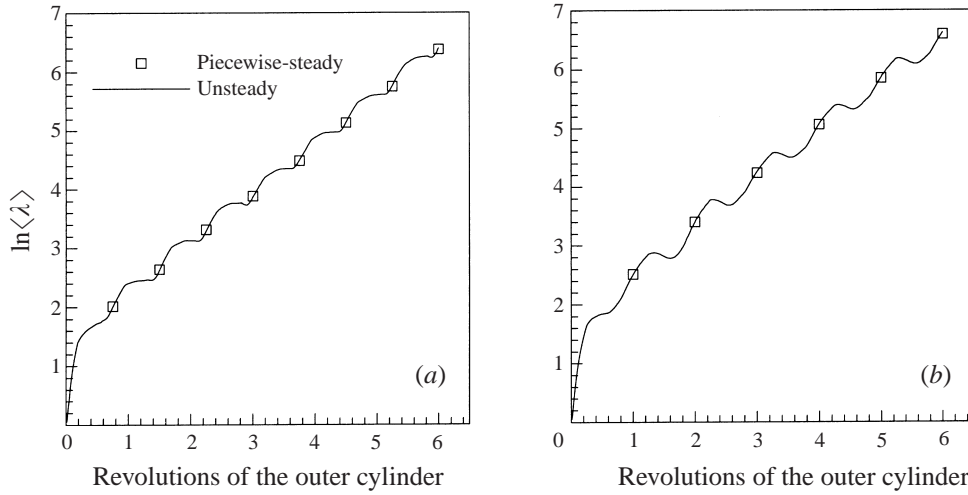 7
6
5
4
3
2
1
ln⟨λ⟩
Piecewise-steady
Unsteady
(a)
0 1 2 3 4 5 6
Revolutions of the outer cylinder
7
6
5
4
3
2
1
(b)
0 1 2 3 4 5 6
Revolutions of the outer cylinder